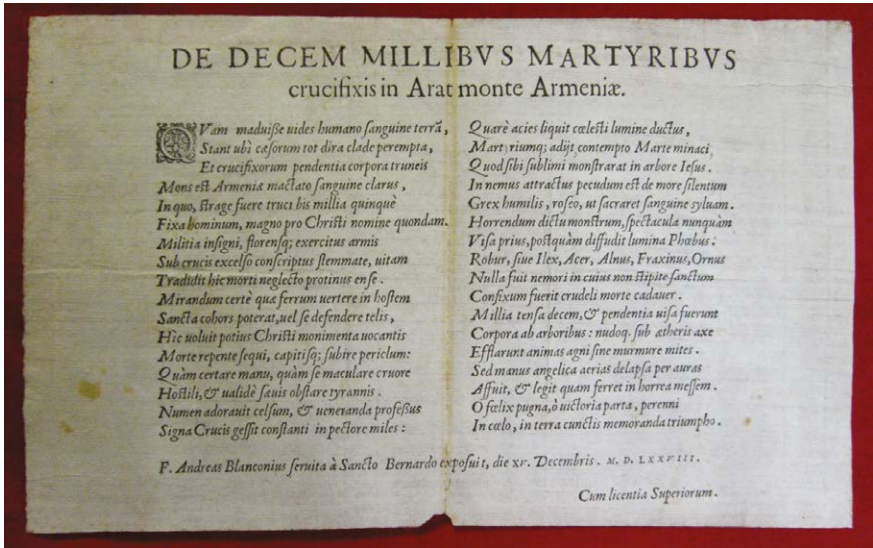 DE DECEM MILLIBVS MARTYRIBVS
crucifixis in Arat monte Armeniæ.
QVam maduiſſe uides humano ſanguine terrã,
Stant ubì cæſorum tot dira clade perempta,
Et crucifixorum pendentia corpora truncis
Mons eſt Armeniæ mactato ſanguine clarus,
In quo, ſtrage fuere truci bis millia quinquè
Fixa hominum, magno pro Chriſti nomine quondam.
Militia inſigni, florenſq; exercitus armis
Sub crucis excelſo conſcriptus ſtemmate, uitam
Tradidit hìc morti neglecto protinus enſe.
Mirandum certè quæ ferrum uertere in hoſtem
Sancta cohors poterat, uel ſe defendere telis,
Hìc uoluit potius Chriſti monimenta uocantis
Morte repente ſequi, capitiſq; ſubire periclum:
Quàm certare manu, quàm ſe maculare cruore
Hoſtili, & ualidè ſæuis obſtare tyrannis.
Numen adorauit celſum, & ueneranda profeſſus
Signa Crucis geſſit conſtanti in pectore miles:
Quarè acies liquit cœleſti lumine ductus,
Martyriumq; adijt, contempto Marte minaci,
Quod ſibi ſublimi monſtrarat in arbore Ieſus.
In nemus attractus pecudum eſt de more ſilentum
Grex humilis, roſeo, ut ſacraret ſanguine syluam.
Horrendum dictu monſtrum, ſpectacula nunquàm
Viſa prius, poſtquàm diffudit lumina Phœbus.
Robur, ſiue Ilex, Acer, Alnus, Fraxinus, Ornus
Nulla fuit nemori in cuius non ſtipite ſanctum
Confixum fuerit crudeli morte cadauer.
Millia tenſa decem, & pendentia uiſa fuerunt
Corpora ab arboribus: nudoq. ſub ætheris axe
Efflarunt animas agni ſine murmure mites.
Sed manus angelica aerias delapſa per auras
Affuit, & legit quam ferret in horrea meſſem.
O fœlix pugna, ò uictoria parta, perenni
In cœlo, in terra cunctis memoranda triumpho.
F. Andreas Blanconius ſeruita à Sancto Bernardo expoſuit, die xv. Decembris. M. D. LXXVIII.
Cum licentia Superiorum.